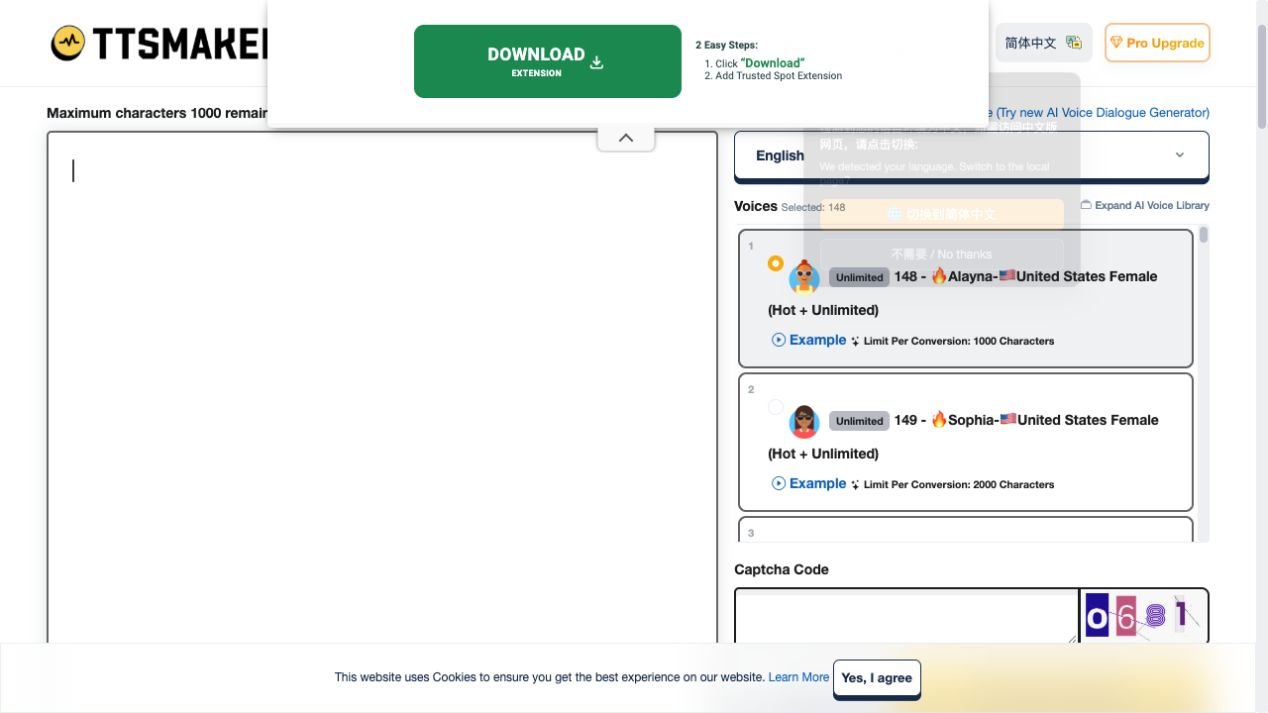 TTSMAKE
DOWNLOAD
EXTENSION
2 Easy Steps:
1. Click “Download”
2. Add Trusted Spot Extension
简体中文
Pro Upgrade
Maximum characters 1000 remain
e (Try new AI Voice Dialogue Generator)
网页，请点击切换:
We detected your language. Switch to the local
English
Voices Selected: 148
Expand AI Voice Library
切换到简体中文
不需要 / No thanks
1
Unlimited 148 - 🔥Alayna-🇺🇸United States Female
(Hot + Unlimited)
Example Limit Per Conversion: 1000 Characters
2
Unlimited 149 - 🔥Sophia-🇺🇸United States Female
(Hot + Unlimited)
Example Limit Per Conversion: 2000 Characters
3
Captcha Code
0681
This website uses Cookies to ensure you get the best experience on our website. Learn More
Yes, I agree